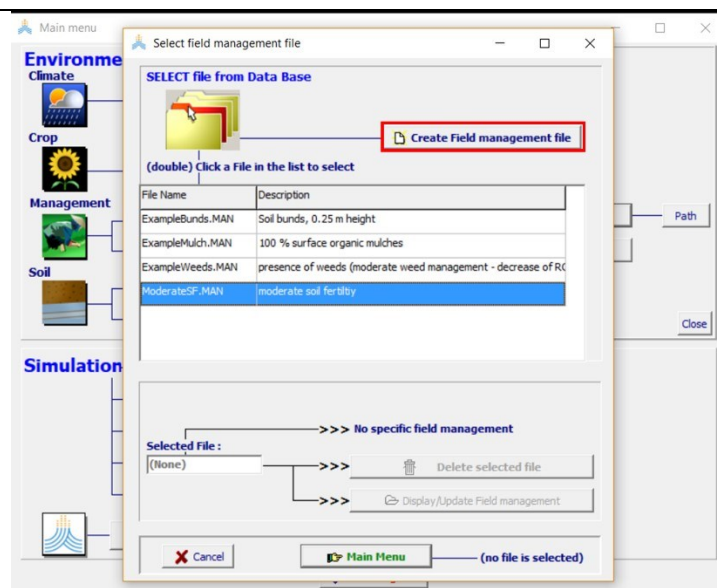 Main menu
Select field management file
Environme
Climate
Crop
Management
Soil
Simulation
Path
Close
SELECT file from Data Base
Create Field management file
(double) Click a File in the list to select
File Name Description
ExampleBunds.MAN Soil bunds, 0.25 m height
ExampleMulch.MAN 100 % surface organic mulches
ExampleWeeds.MAN presence of weeds (moderate weed management - decrease of RO
ModerateSF.MAN moderate soil fertiltiy
>>> No specific field management
Selected File :
(None)
>>> Delete selected file
>>> Display/Update Field management
Cancel Main Menu (no file is selected)